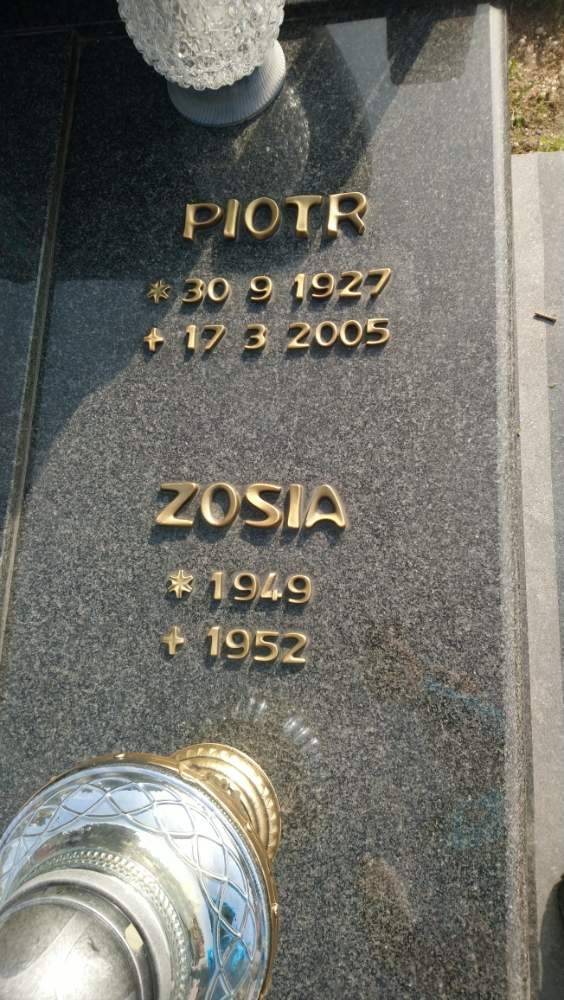 PIOTR
* 30 9 1927
+ 17 3 2005
ZOSIA
* 1949
+ 1952